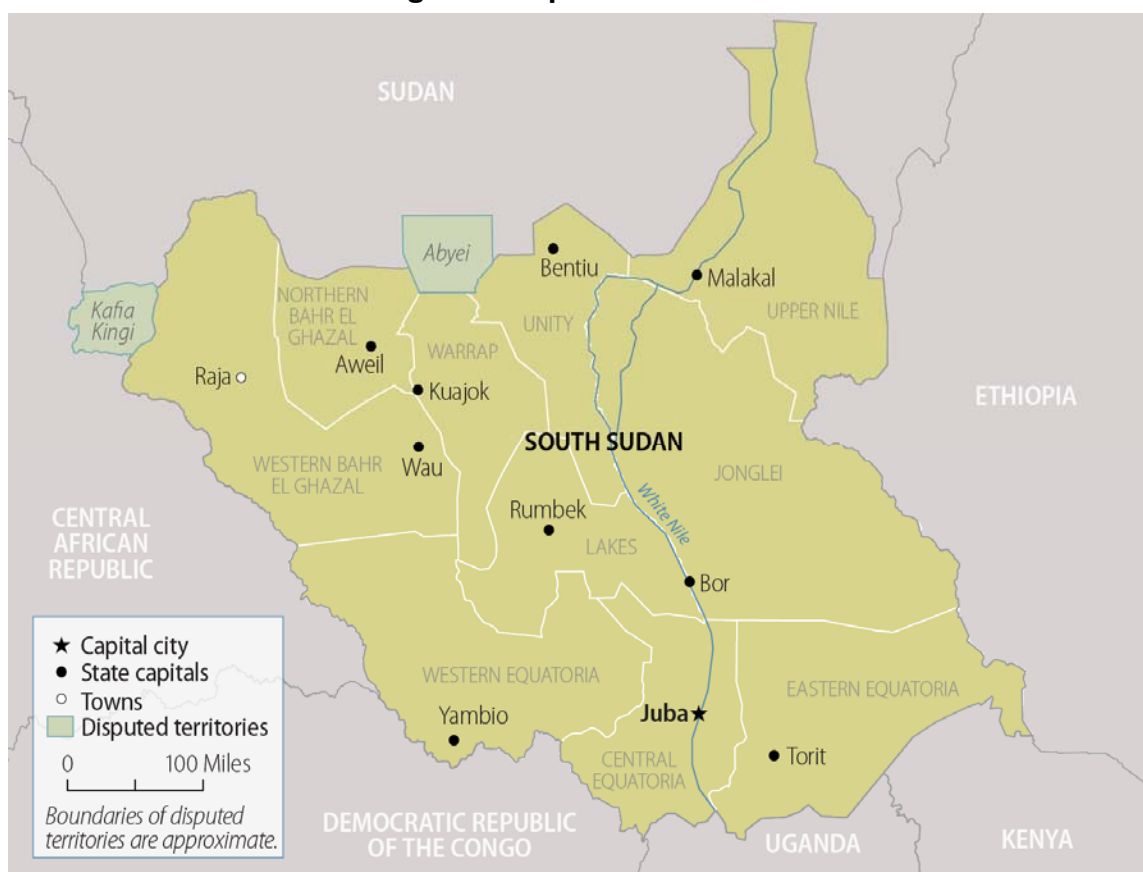 SUDAN
Abyei
Bentiu
Malakal
Kafia
Kingi
NORTHERN
BAHR EL
GHAZAL
UNITY
UPPER NILE
Aweil
WARRAP
Raja
Kuajok
ETHIOPIA
SOUTH SUDAN
Wau
WESTERN BAHR
EL GHAZAL
JONGLEI
White Nile
Rumbek
CENTRAL
AFRICAN
REPUBLIC
LAKES
Bor
Capital city
State capitals
Towns
Disputed territories
0 100 Miles
Boundaries of disputed
territories are approximate.
WESTERN EQUATORIA
EASTERN EQUATORIA
Yambio
Juba
Torit
CENTRAL
EQUATORIA
DEMOCRATIC REPUBLIC
OF THE CONGO
UGANDA
KENYA